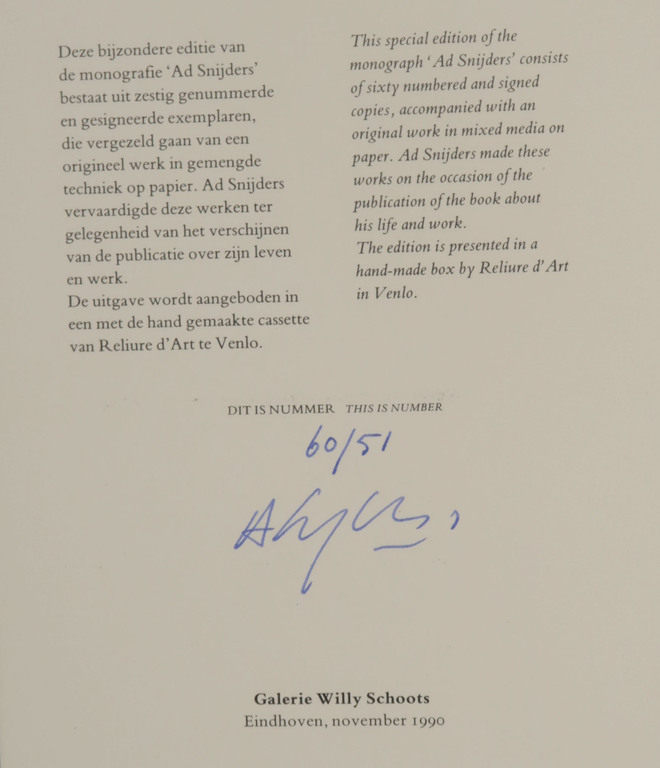 Deze bijzondere editie van
de monografie ‘Ad Snijders’
bestaat uit zestig genummerde
en gesigneerde exemplaren,
die vergezeld gaan van een
origineel werk in gemengde
techniek op papier. Ad Snijders
vervaardigde deze werken ter
gelegenheid van het verschijnen
van de publicatie over zijn leven
en werk.
De uitgave wordt aangeboden in
een met de hand gemaakte cassette
van Reliure d’Art te Venlo.
This special edition of the
monograph ‘Ad Snijders’ consists
of sixty numbered and signed
copies, accompanied with an
original work in mixed media on
paper. Ad Snijders made these
works on the occasion of the
publication of the book about
his life and work.
The edition is presented in a
hand-made box by Reliure d’Art
in Venlo.
DIT IS NUMMER THIS IS NUMBER
60/51
Galerie Willy Schoots
Eindhoven, november 1990